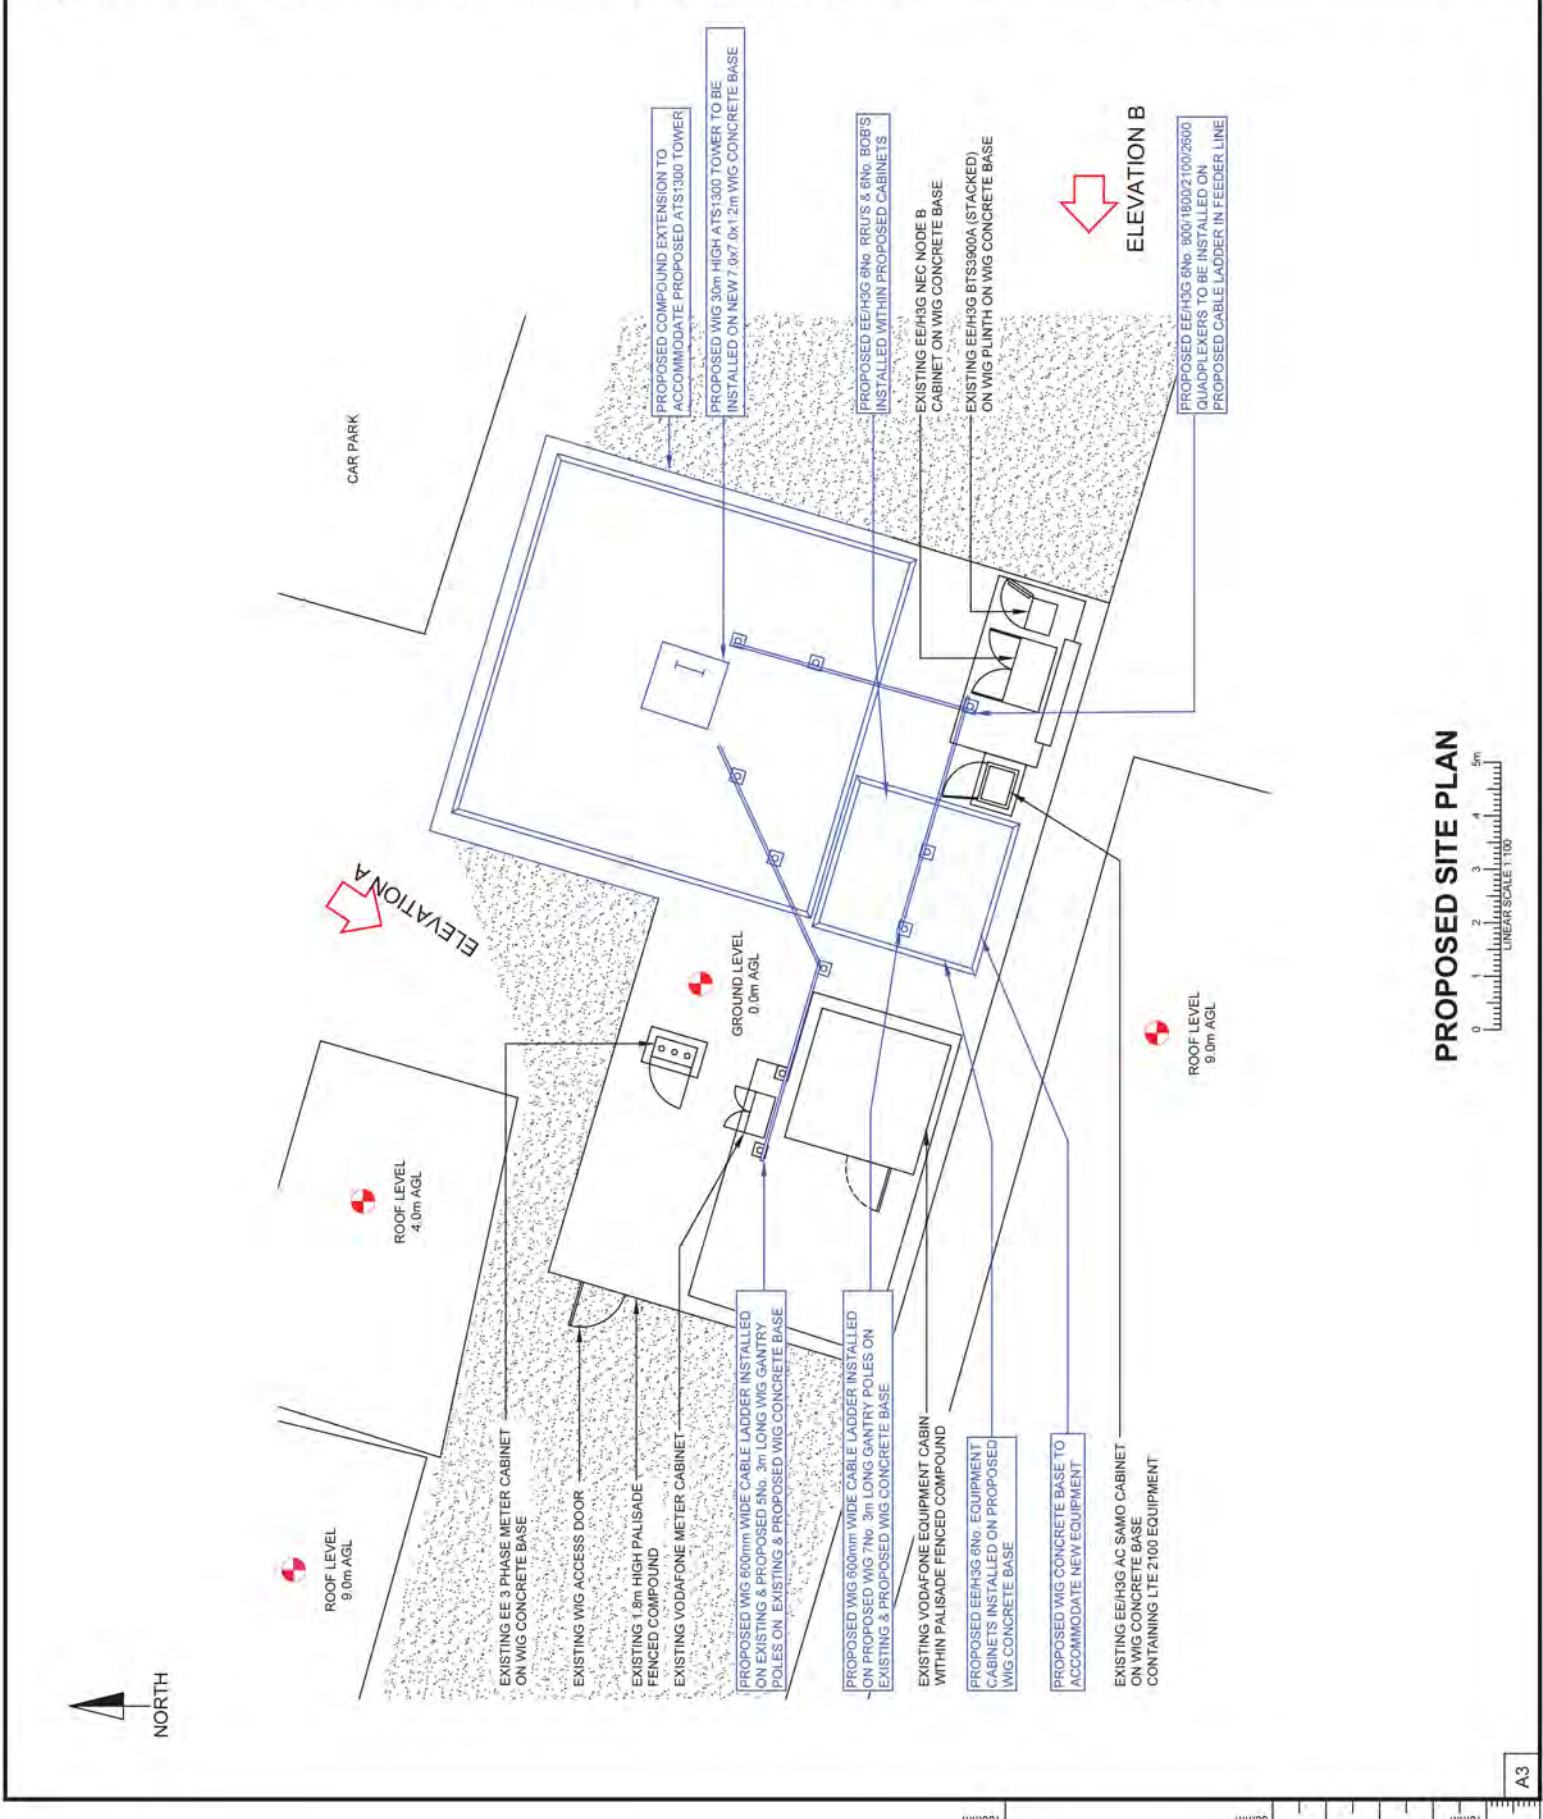 NORTH
ROOF LEVEL
9.0m AGL
ROOF LEVEL
4.0m AGL
ELEVATION A
GROUND LEVEL
0.0m AGL
CAR PARK
EXISTING EE 3 PHASE METER CABINET
ON WIG CONCRETE BASE
EXISTING WIG ACCESS DOOR
EXISTING 1.8m HIGH PALISADE
FENCED COMPOUND
EXISTING VODAFONE METER CABINET
PROPOSED WIG 600mm WIDE CABLE LADDER INSTALLED
ON EXISTING & PROPOSED 5No. 3m LONG WIG GANTRY
POLES ON EXISTING & PROPOSED WIG CONCRETE BASE
PROPOSED WIG 600mm WIDE CABLE LADDER INSTALLED
ON PROPOSED WIG 7No. 3m LONG GANTRY POLES ON
EXISTING & PROPOSED WIG CONCRETE BASE
EXISTING VODAFONE EQUIPMENT CABIN
WITHIN PALISADE FENCED COMPOUND
PROPOSED EE/H3G 6No. EQUIPMENT
CABINETS INSTALLED ON PROPOSED
WIG CONCRETE BASE
PROPOSED WIG CONCRETE BASE TO
ACCOMMODATE NEW EQUIPMENT
EXISTING EE/H3G AC SAMO CABINET
ON WIG CONCRETE BASE
CONTAINING LTE 2100 EQUIPMENT
ROOF LEVEL
9.0m AGL
PROPOSED COMPOUND EXTENSION TO
ACCOMMODATE PROPOSED ATS1300 TOWER
PROPOSED WIG 30m HIGH ATS1300 TOWER TO BE
INSTALLED ON NEW 7.0x7.0x1.2m WIG CONCRETE BASE
PROPOSED EE/H3G 6No. RRU'S & 6No. BOB'S
INSTALLED WITHIN PROPOSED CABINETS
EXISTING EE/H3G NEC NODE B
CABINET ON WIG CONCRETE BASE
EXISTING EE/H3G BTS3900A (STACKED)
ON WIG PLINTH ON WIG CONCRETE BASE
ELEVATION B
PROPOSED EE/H3G 6No. 800/1800/2100/2600
QUADPLEXERS TO BE INSTALLED ON
PROPOSED CABLE LADDER IN FEEDER LINE
PROPOSED SITE PLAN
0 1 2 3 4 5m
LINEAR SCALE 1:100
A3